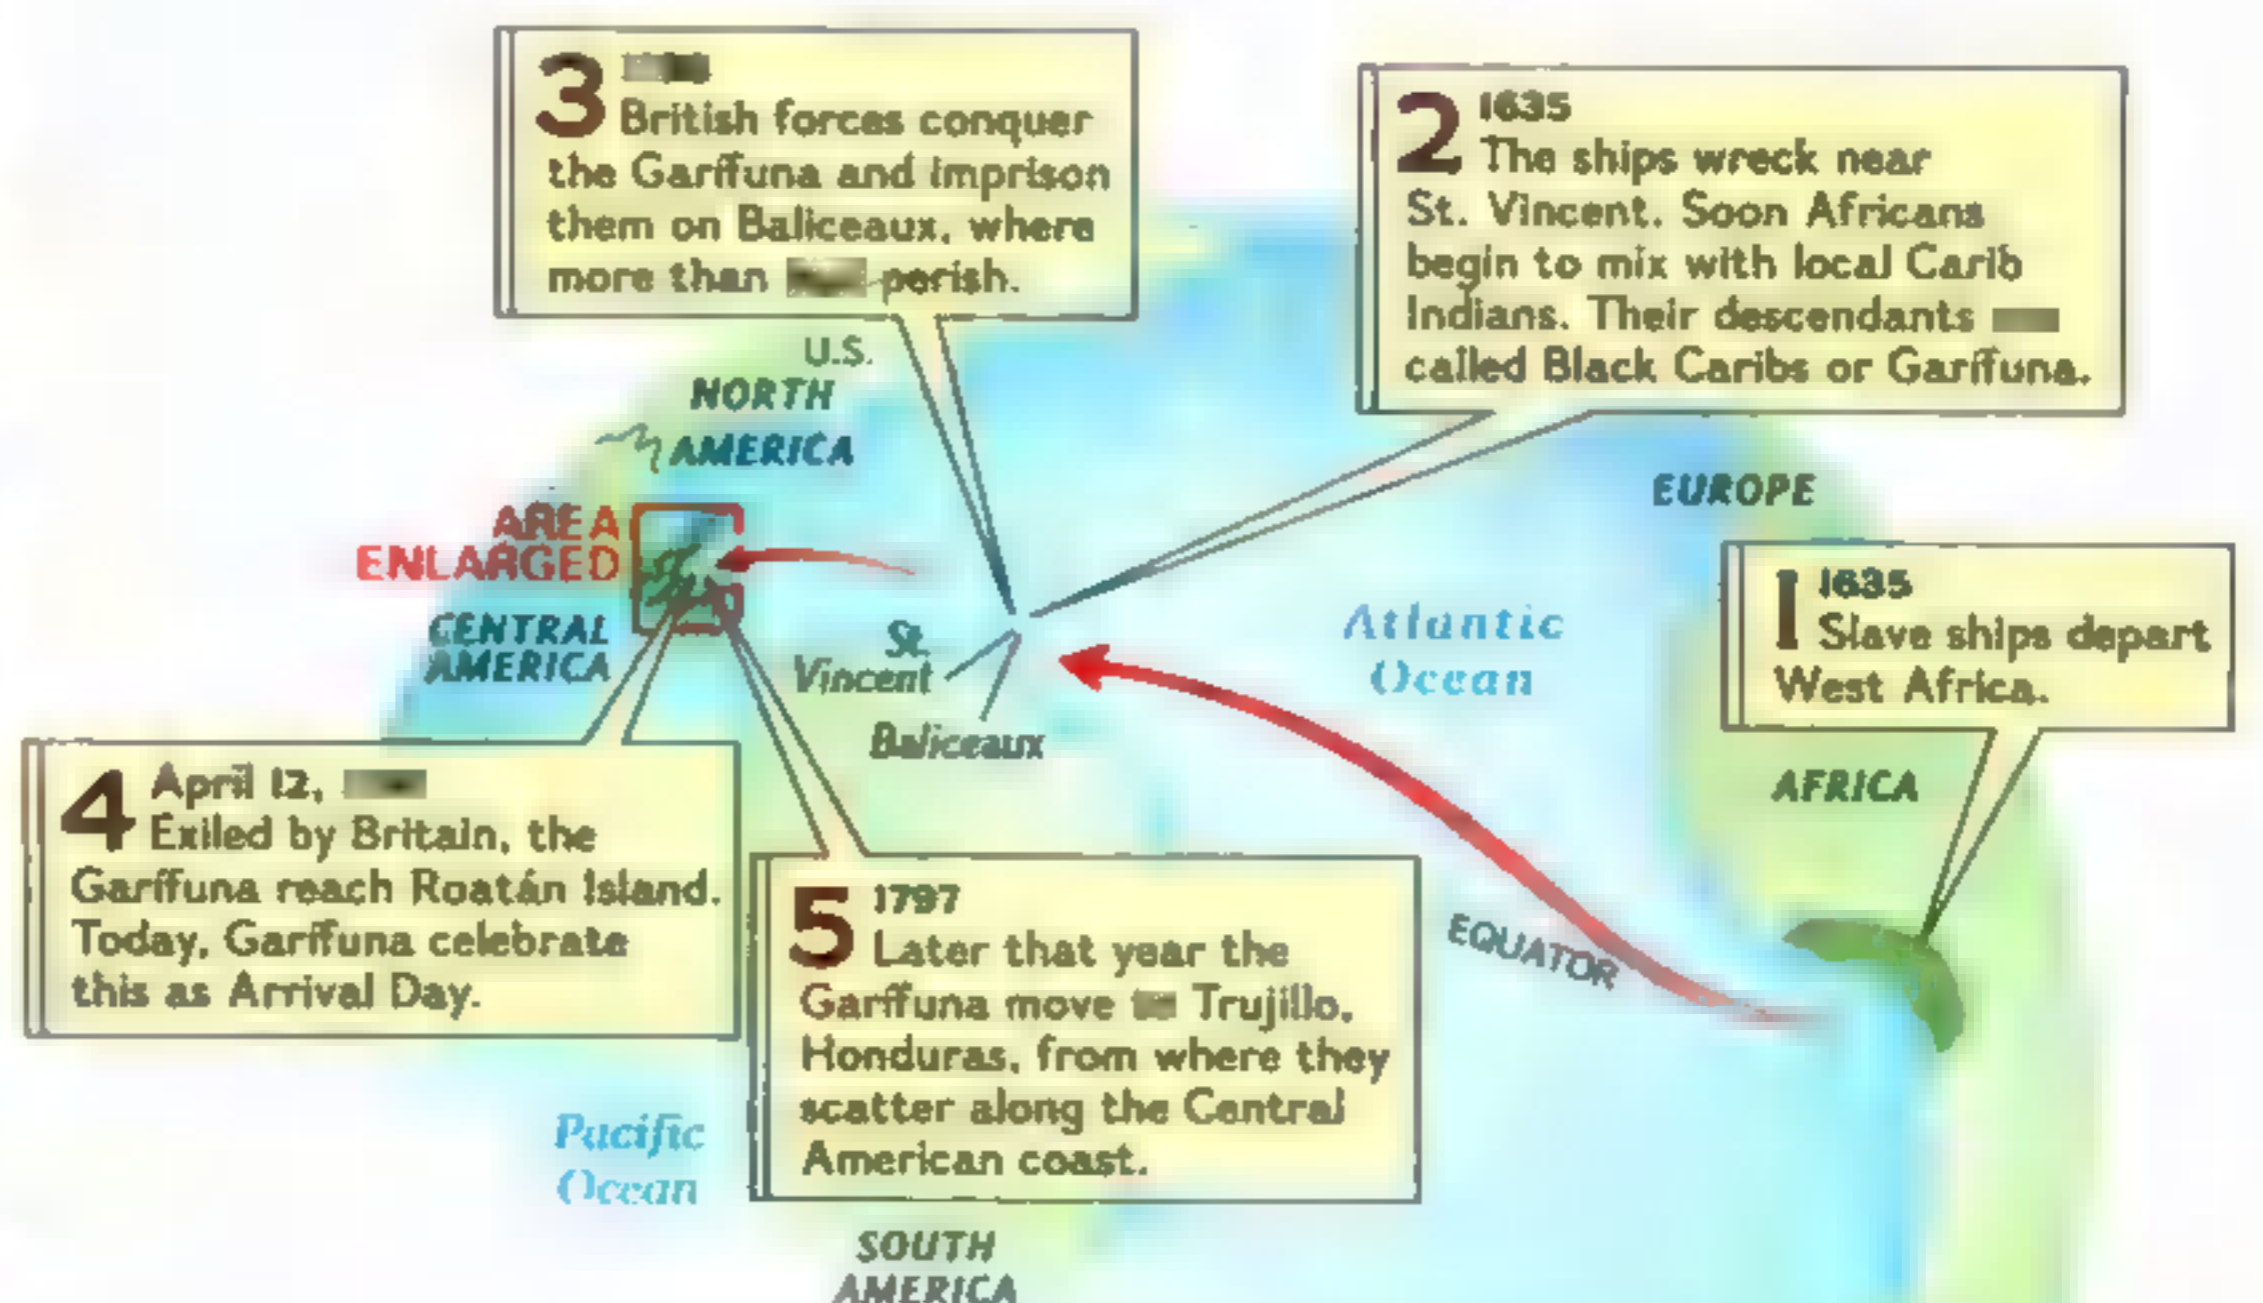 3
British forces conquer
the Garífuna and imprison
them on Baliceaux, where
more than perish.
2 1635
The ships wreck near
St. Vincent. Soon Africans
begin to mix with local Carib
Indians. Their descendants
called Black Caribs or Garífuna.
U.S.
NORTH
AMERICA
EUROPE
AREA
ENLARGED
1 1635
Slave ships depart
West Africa.
CENTRAL
AMERICA
St.
Vincent
Baliceaux
Atlantic
Ocean
AFRICA
4 April 12,
Exiled by Britain, the
Garífuna reach Roatán Island.
Today, Garífuna celebrate
this as Arrival Day.
5 1797
Later that year the
Garífuna move Trujillo,
Honduras, from where they
scatter along the Central
American coast.
EQUATOR
Pacific
Ocean
SOUTH
AMERICA